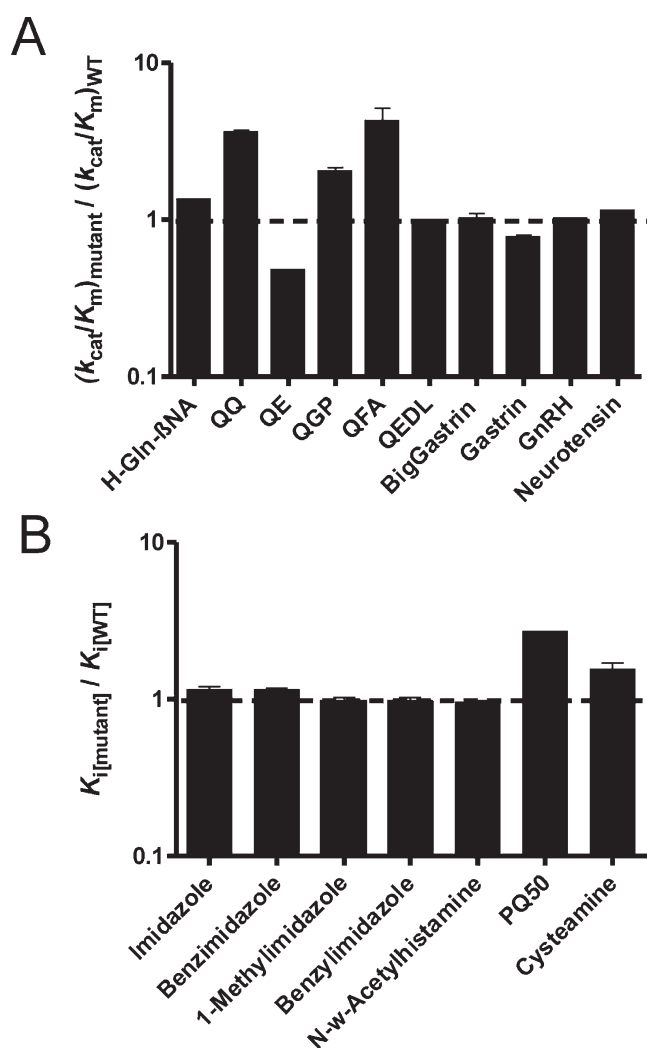 A
(kcat/Km)mutant / (kcat/Km)WT
10
1
0.1
H-Gln-ßNA
QQ
QE
QGP
QFA
QEDL
BigGastrin
Gastrin
GnRH
Neurotensin
B
Ki[mutant] / Ki[WT]
10
1
0.1
Imidazole
Benzimidazole
1-Methylimidazole
Benzylimidazole
N-w-Acetylhistamine
PQ50
Cysteamine